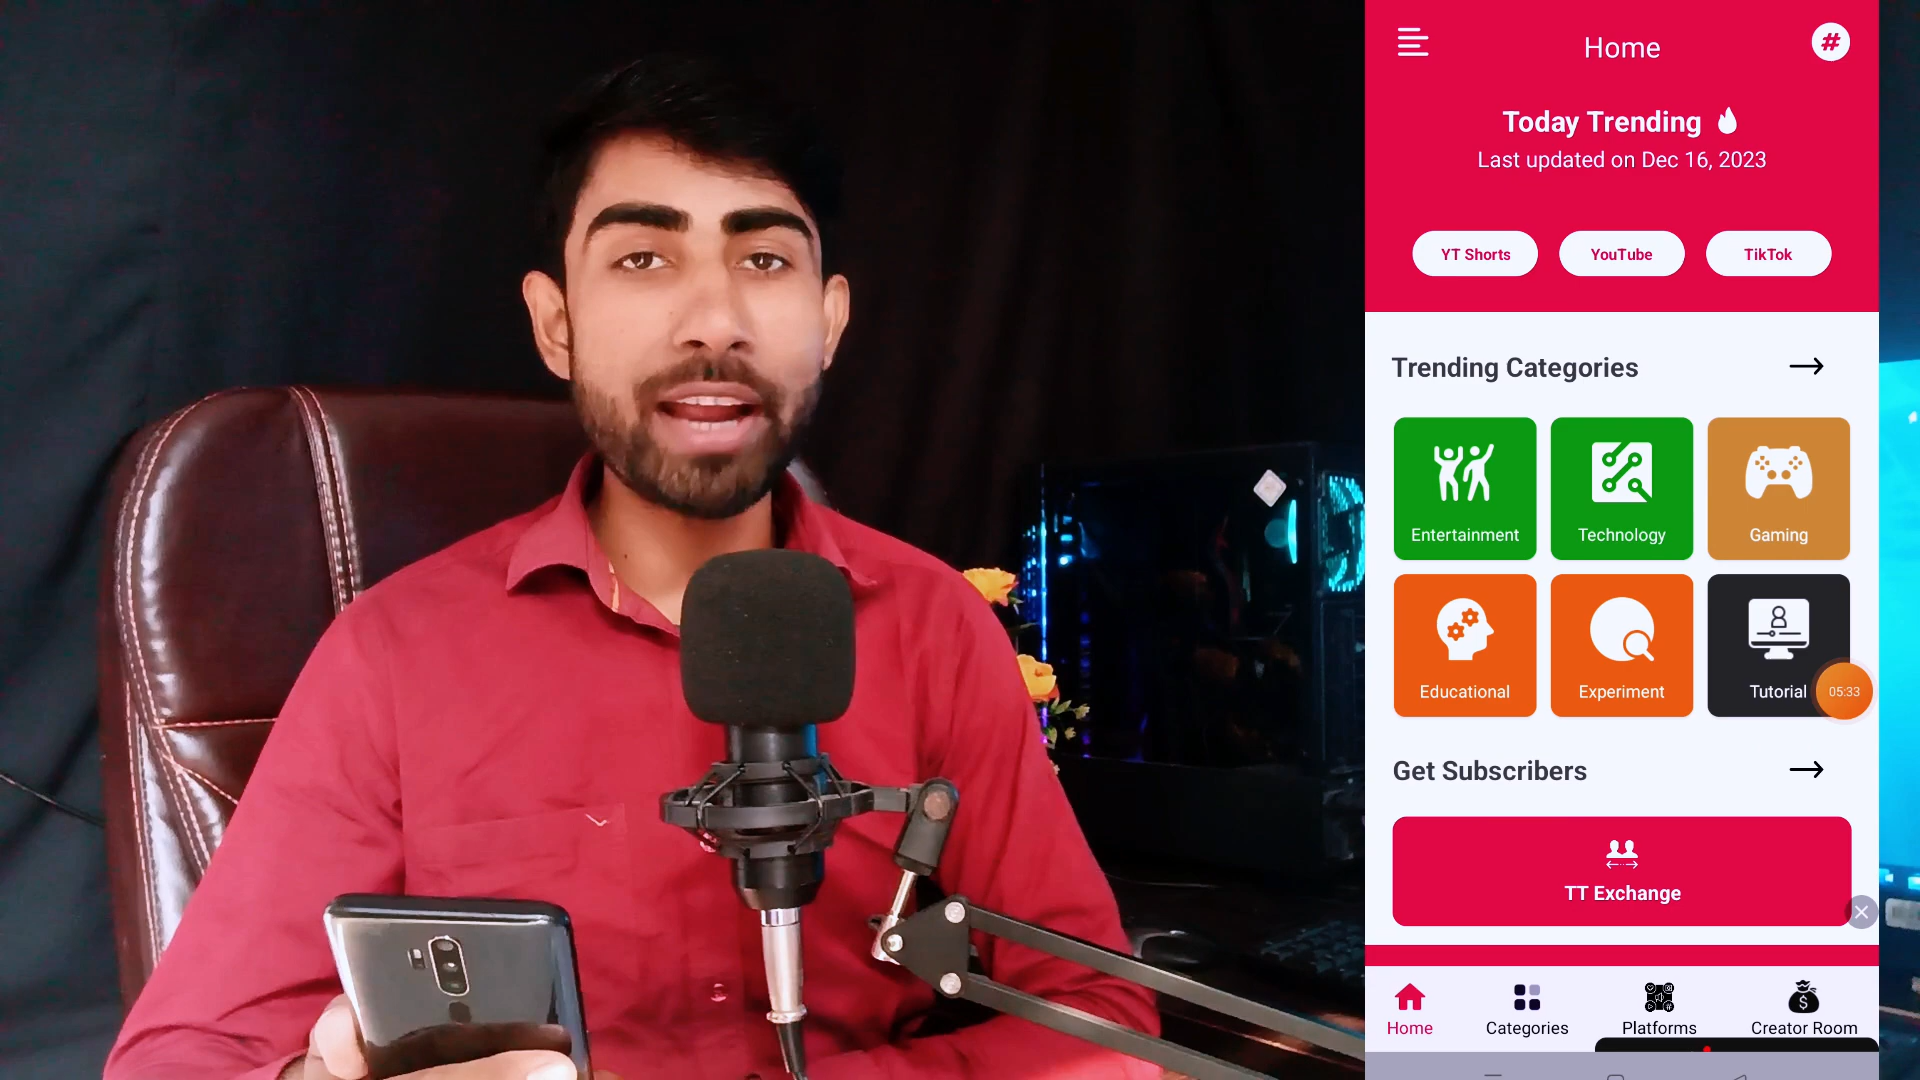 Home
#
Today Trending
Last updated on Dec 16, 2023
YT Shorts
YouTube
TikTok
Trending Categories
Entertainment
Technology
Gaming
Educational
Experiment
Tutorial
05:33
Get Subscribers
TT Exchange
Home
Categories
Platforms
Creator Room